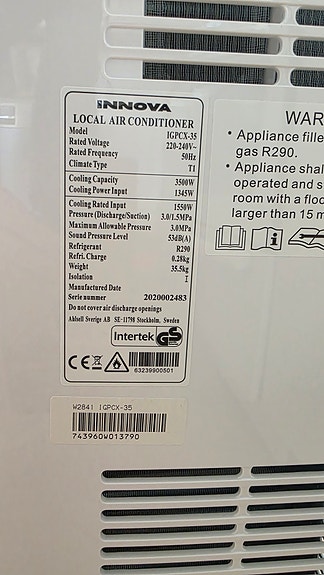 INNOVA
LOCAL AIR CONDITIONER
Model IGPCX-35
Rated Voltage 220-240V~
Rated Frequency 50Hz
Climate Type T1
Cooling Capacity 3500W
Cooling Power Input 1345W
Cooling Rated Input 1550W
Pressure (Discharge/Suction) 3.0/1.5MPa
Maximum Allowable Pressure 3.0MPa
Sound Pressure Level 53dB(A)
Refrigerant R290
Refri. Charge 0.28kg
Weight 35.5kg
Isolation I
Manufactured Date
Serie nummer 2020002483
Do not cover air discharge openings
Ahlsell Sverige AB SE-11798 Stockholm, Sweden
Intertek GS
CE
63239900501
WAR
• Appliance fille
gas R290.
• Appliance shal
operated and s
room with a floo
larger than 15 m
W2841 IGPCX-35
743960W013790